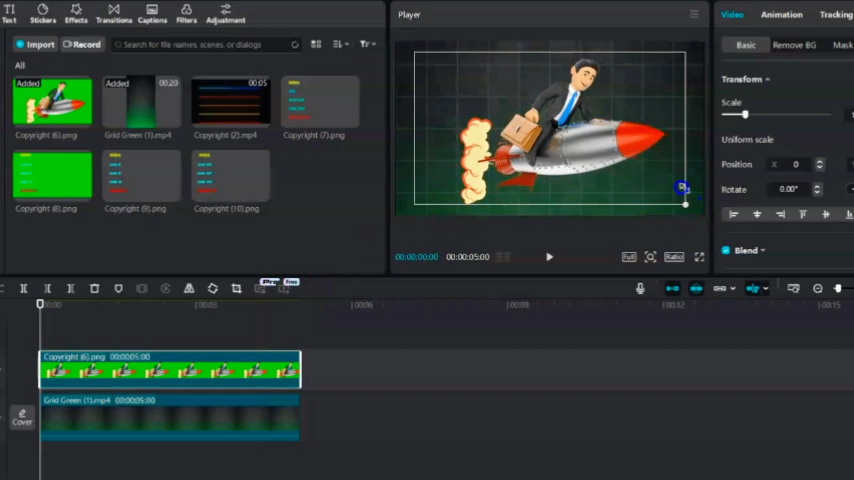 Text Stickers Effects Transitions Captions Filters Adjustment
Import Record Search for file names, scenes, or dialogs
All
Added
Added 00:20
00:05
Copyright (6).png Grid Green (1).mp4 Copyright (2).mp4 Copyright (7).png
Copyright (8).png Copyright (9).png Copyright (10).png
Player
00:00:00:00 00:00:05:00 Full Ratio
Video Animation Tracking
Basic Remove BG Mask
Transform
Scale
Uniform scale
Position X 0
Rotate 0.00°
Blend
Pro Free
00:00 00:03 00:06 00:09 00:12 00:15
Copyright (6).png 00:00:05:00
Cover
Grid Green (1).mp4 00:00:05:00